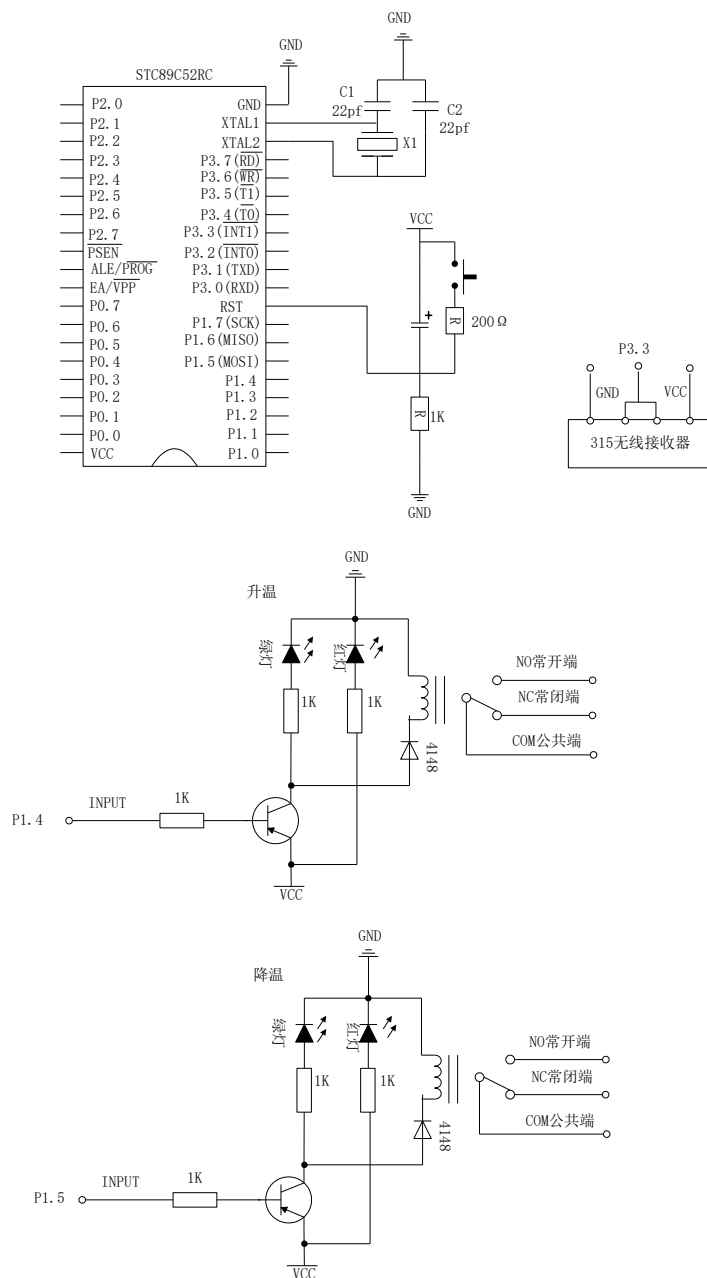 STC89C52RC
P2.0
P2.1
P2.2
P2.3
P2.4
P2.5
P2.6
P2.7
PSEN
ALE/PROG
EA/VPP
P0.7
P0.6
P0.5
P0.4
P0.3
P0.2
P0.1
P0.0
VCC
GND
XTAL1
XTAL2
P3.7(RD)
P3.6(WR)
P3.5(T1)
P3.4(T0)
P3.3(INT1)
P3.2(INT0)
P3.1(TXD)
P3.0(RXD)
RST
P1.7(SCK)
P1.6(MISO)
P1.5(MOSI)
P1.4
P1.3
P1.2
P1.1
P1.0
GND
GND
C1
22pf
C2
22pf
X1
VCC
+
R
200Ω
R
1K
GND
P3.3
GND
VCC
315无线接收器
GND
升温
绿灯
红灯
1K
1K
4148
NO常开端
NC常闭端
COM公共端
P1.4
INPUT
1K
VCC
GND
降温
绿灯
红灯
1K
1K
4148
NO常开端
NC常闭端
COM公共端
P1.5
INPUT
1K
VCC